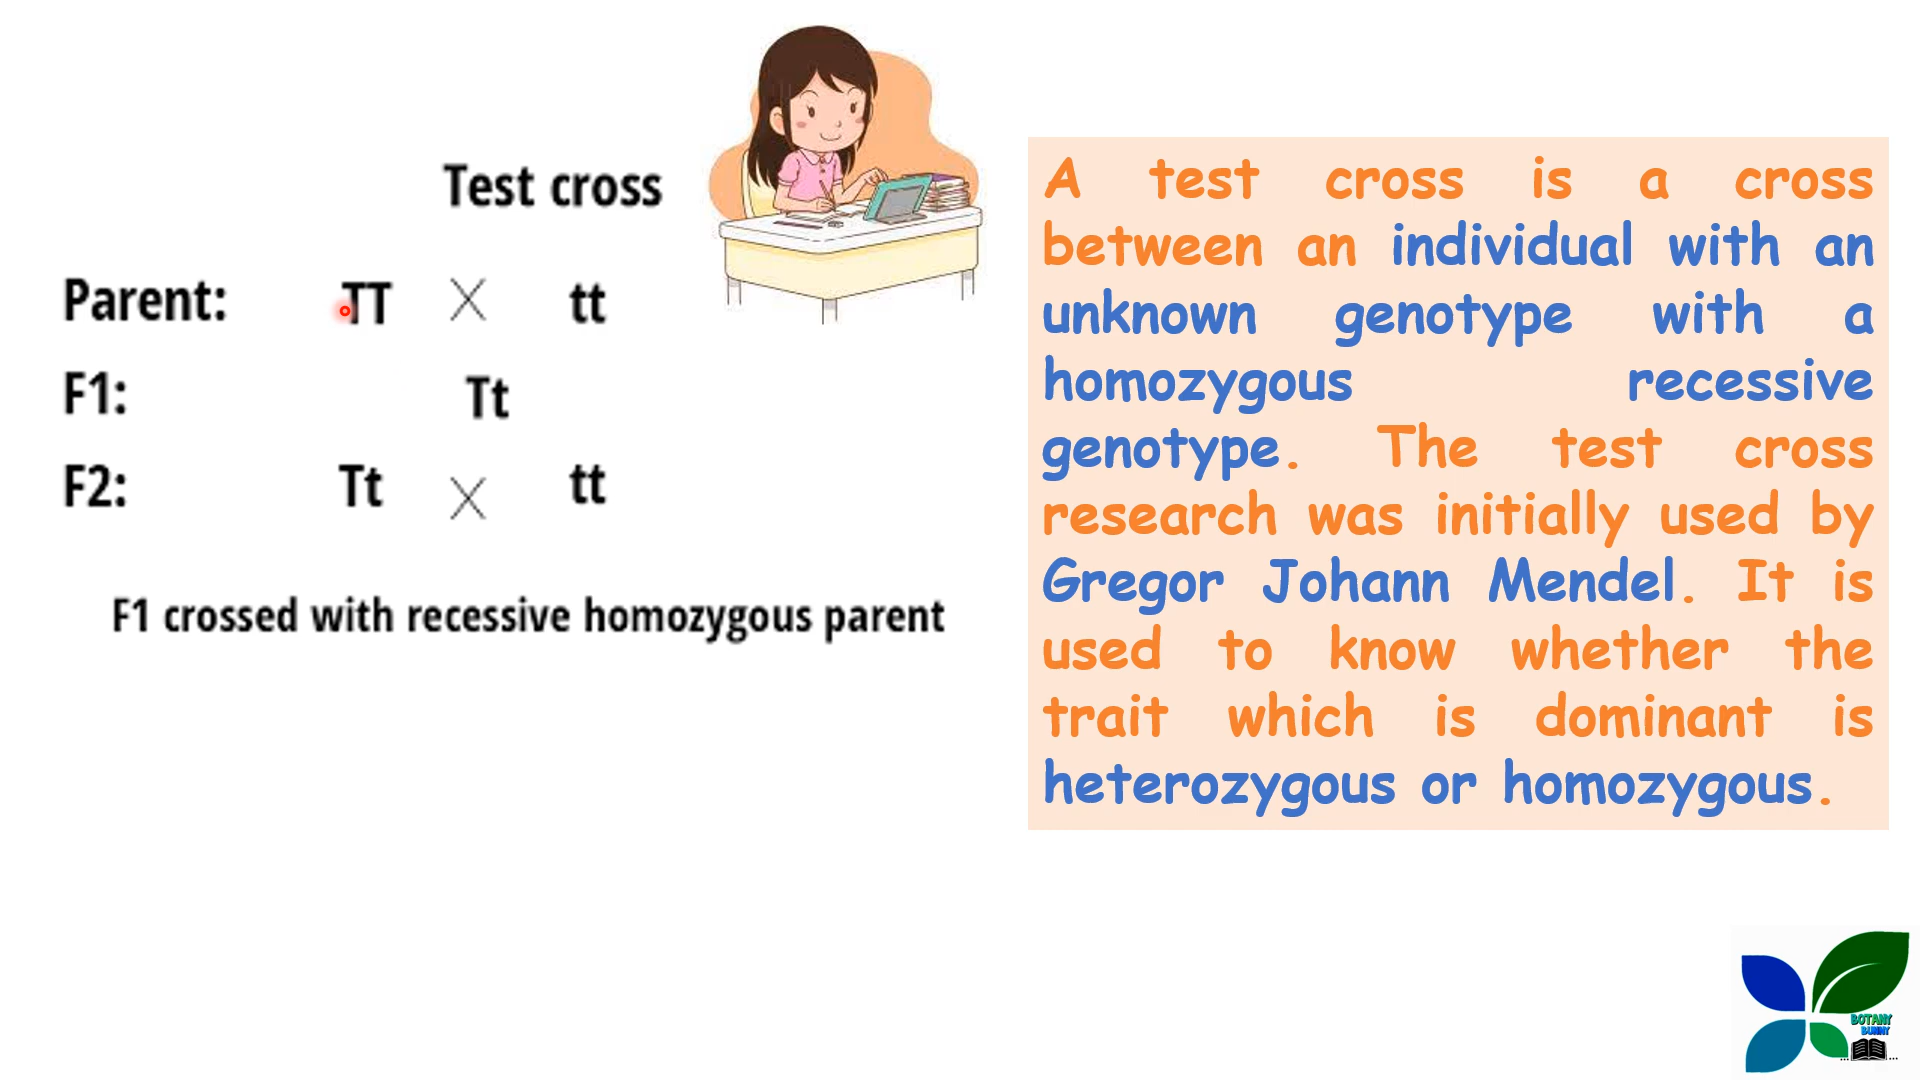 Test cross
Parent: TT X tt
F1: Tt
F2: Tt X tt
F1 crossed with recessive homozygous parent
A test cross is a cross
between an individual with an
unknown genotype with a
homozygous recessive
genotype. The test cross
research was initially used by
Gregor Johann Mendel. It is
used to know whether the
trait which is dominant is
heterozygous or homozygous.
BOTANY
BUNNY